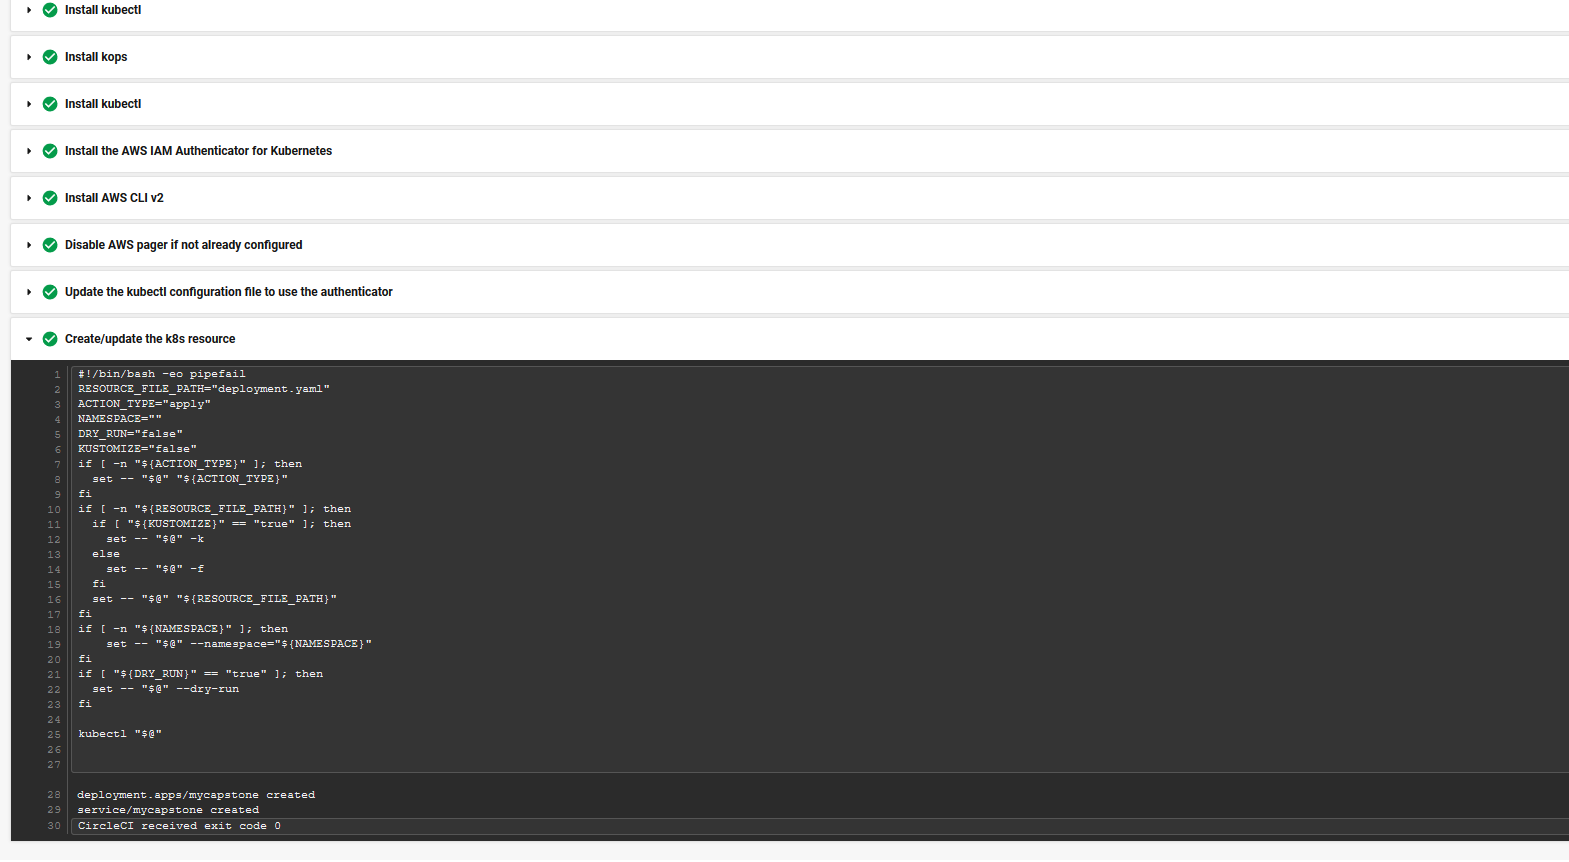 Install kubectl
Install kops
Install kubectl
Install the AWS IAM Authenticator for Kubernetes
Install AWS CLI v2
Disable AWS pager if not already configured
Update the kubectl configuration file to use the authenticator
Create/update the k8s resource
1 #!/bin/bash -eo pipefail
2 RESOURCE_FILE_PATH="deployment.yaml"
3 ACTION_TYPE="apply"
4 NAMESPACE=""
5 DRY_RUN="false"
6 KUSTOMIZE="false"
7 if [ -n "${ACTION_TYPE}" ]; then
8   set -- "$@" "${ACTION_TYPE}"
9 fi
10 if [ -n "${RESOURCE_FILE_PATH}" ]; then
11   if [ "${KUSTOMIZE}" == "true" ]; then
12     set -- "$@" -k
13   else
14     set -- "$@" -f
15   fi
16   set -- "$@" "${RESOURCE_FILE_PATH}"
17 fi
18 if [ -n "${NAMESPACE}" ]; then
19     set -- "$@" --namespace="${NAMESPACE}"
20 fi
21 if [ "${DRY_RUN}" == "true" ]; then
22   set -- "$@" --dry-run
23 fi
24
25 kubectl "$@"
26
27
28 deployment.apps/mycapstone created
29 service/mycapstone created
30 CircleCI received exit code 0